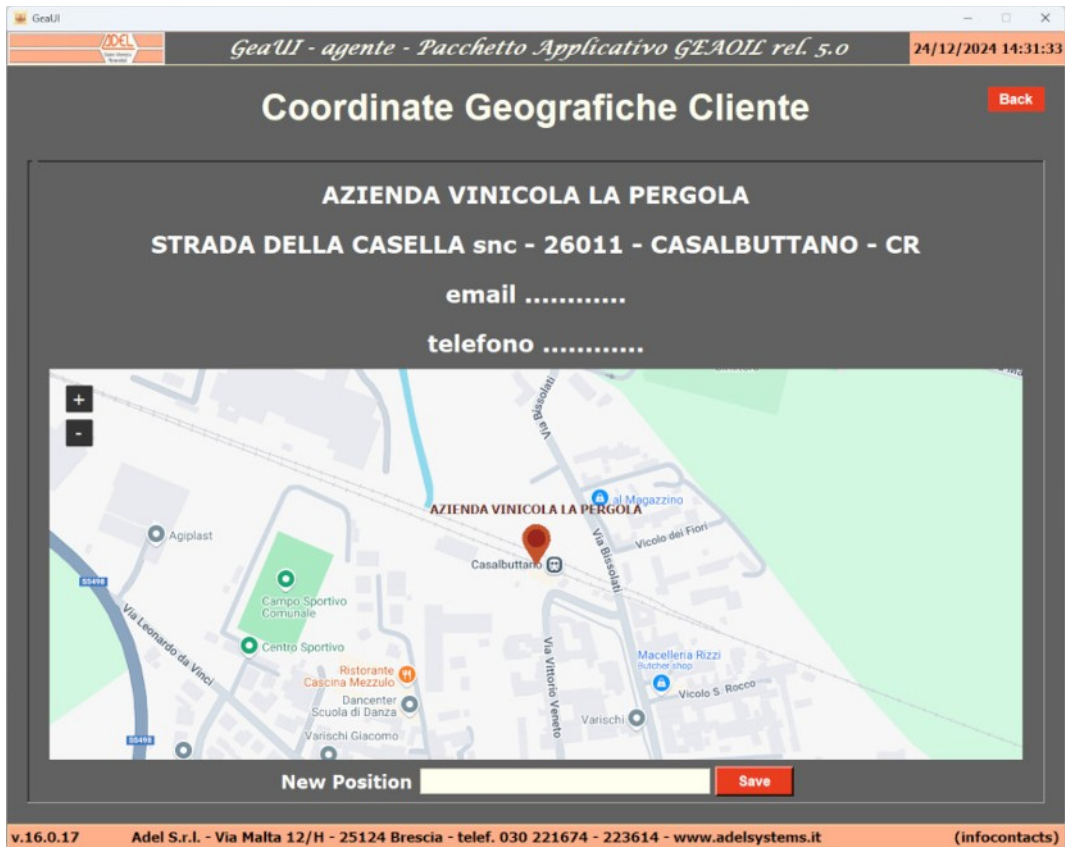 GeaUI
ADEL
GeaUI - agente - Pacchetto Applicativo GEAOIL rel. 5.0
24/12/2024 14:31:33
Coordinate Geografiche Cliente
Back
AZIENDA VINICOLA LA PERGOLA
STRADA DELLA CASELLA snc - 26011 - CASALBUTTANO - CR
email ............
telefono ............
+
-
Via Bissolati
al Magazzino
AZIENDA VINICOLA LA PERGOLA
Vicolo dei Fiori
Agiplast
Via Bissolati
Casalbuttano
SS498
Campo Sportivo
Comunale
Via Leonardo da Vinci
Centro Sportivo
Via Vittorio Veneto
Macelleria Rizzi
Butcher shop
Ristorante
Cascina Mezzulo
Vicolo S. Rocco
Dancenter
Scuola di Danza
Varischi
Varischi Giacomo
SS498
New Position
Save
v.16.0.17
Adel S.r.l. - Via Malta 12/H - 25124 Brescia - telef. 030 221674 - 223614 - www.adelsystems.it
(infocontacts)